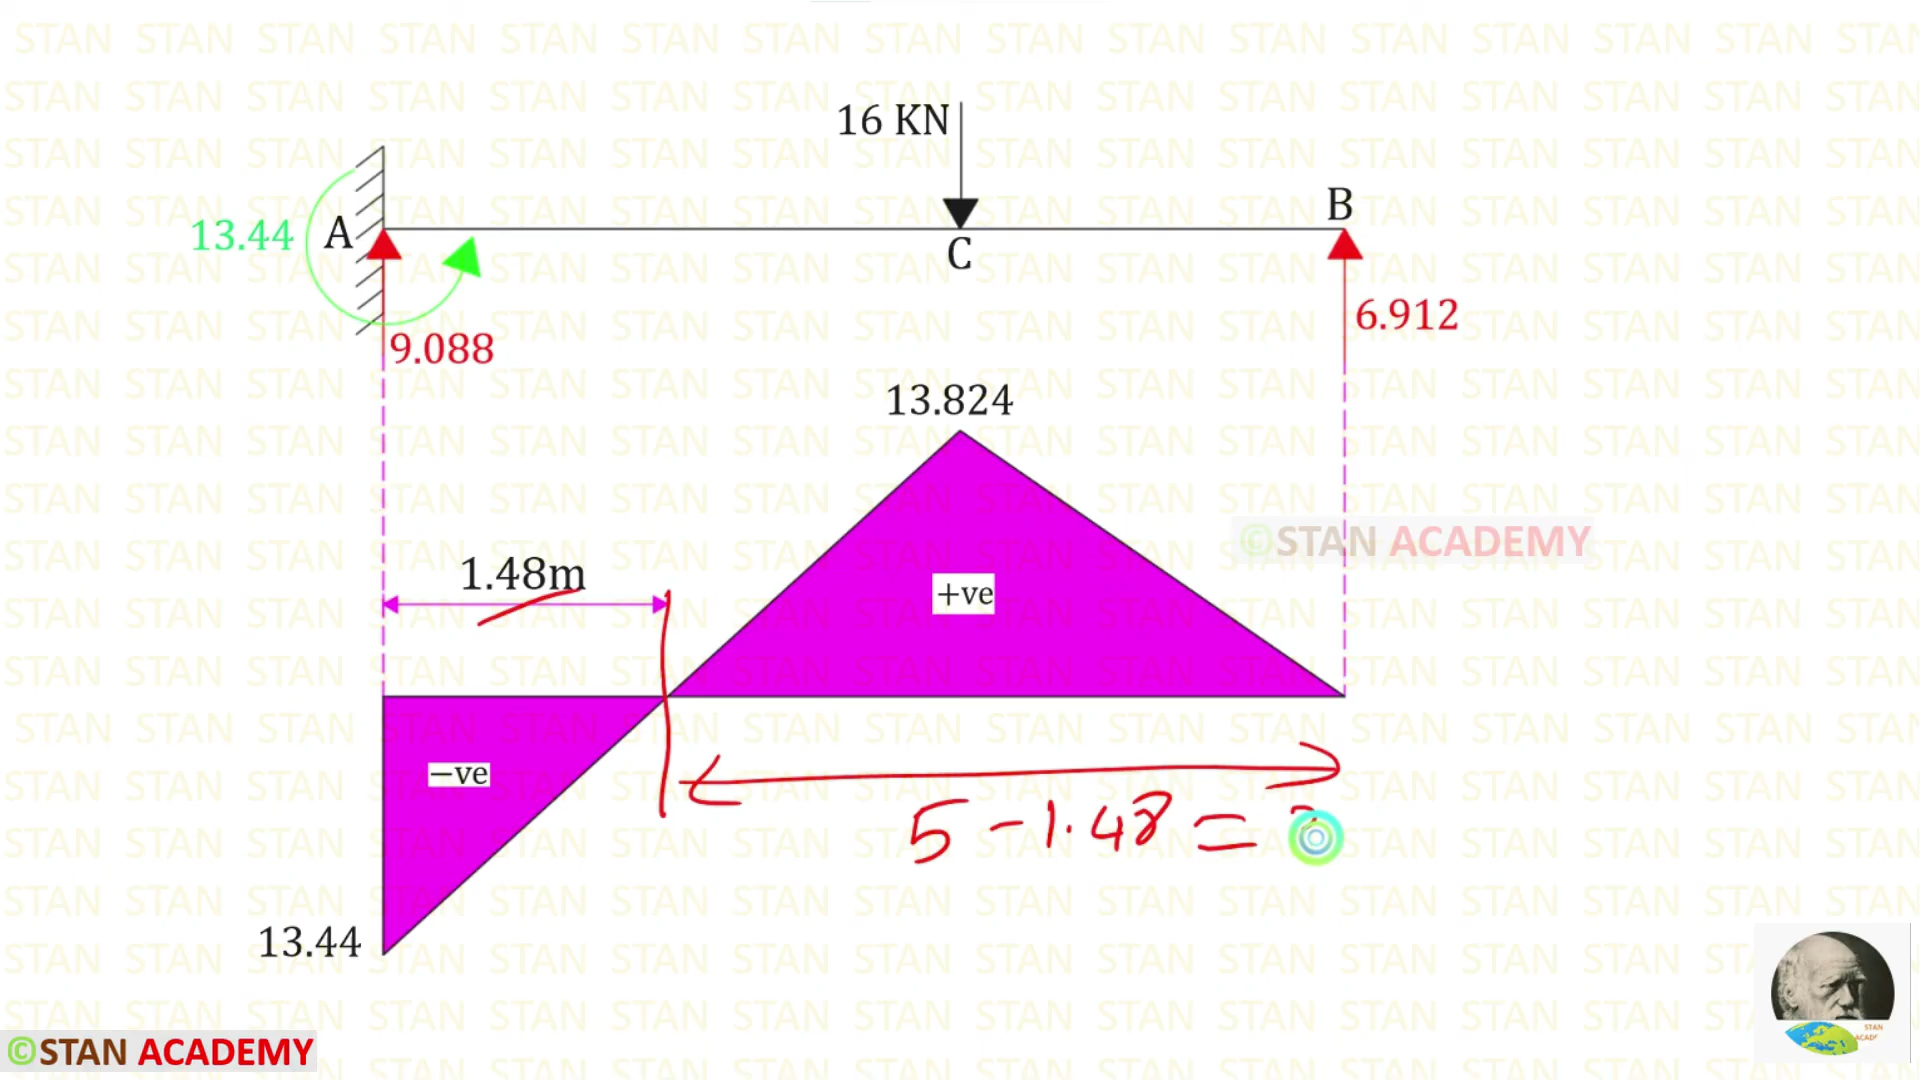 16 KN
B
13.44
A
C
6.912
9.088
13.824
©STAN ACADEMY
1.48m
+ve
−ve
5 - 1.48 =
13.44
©STAN ACADEMY
STAN